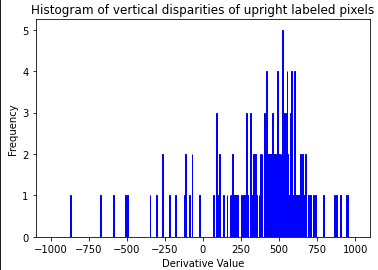 Histogram of vertical disparities of upright labeled pixels
5
4
3
2
1
0
Frequency
−1000 −750 −500 −250 0 250 500 750 1000
Derivative Value